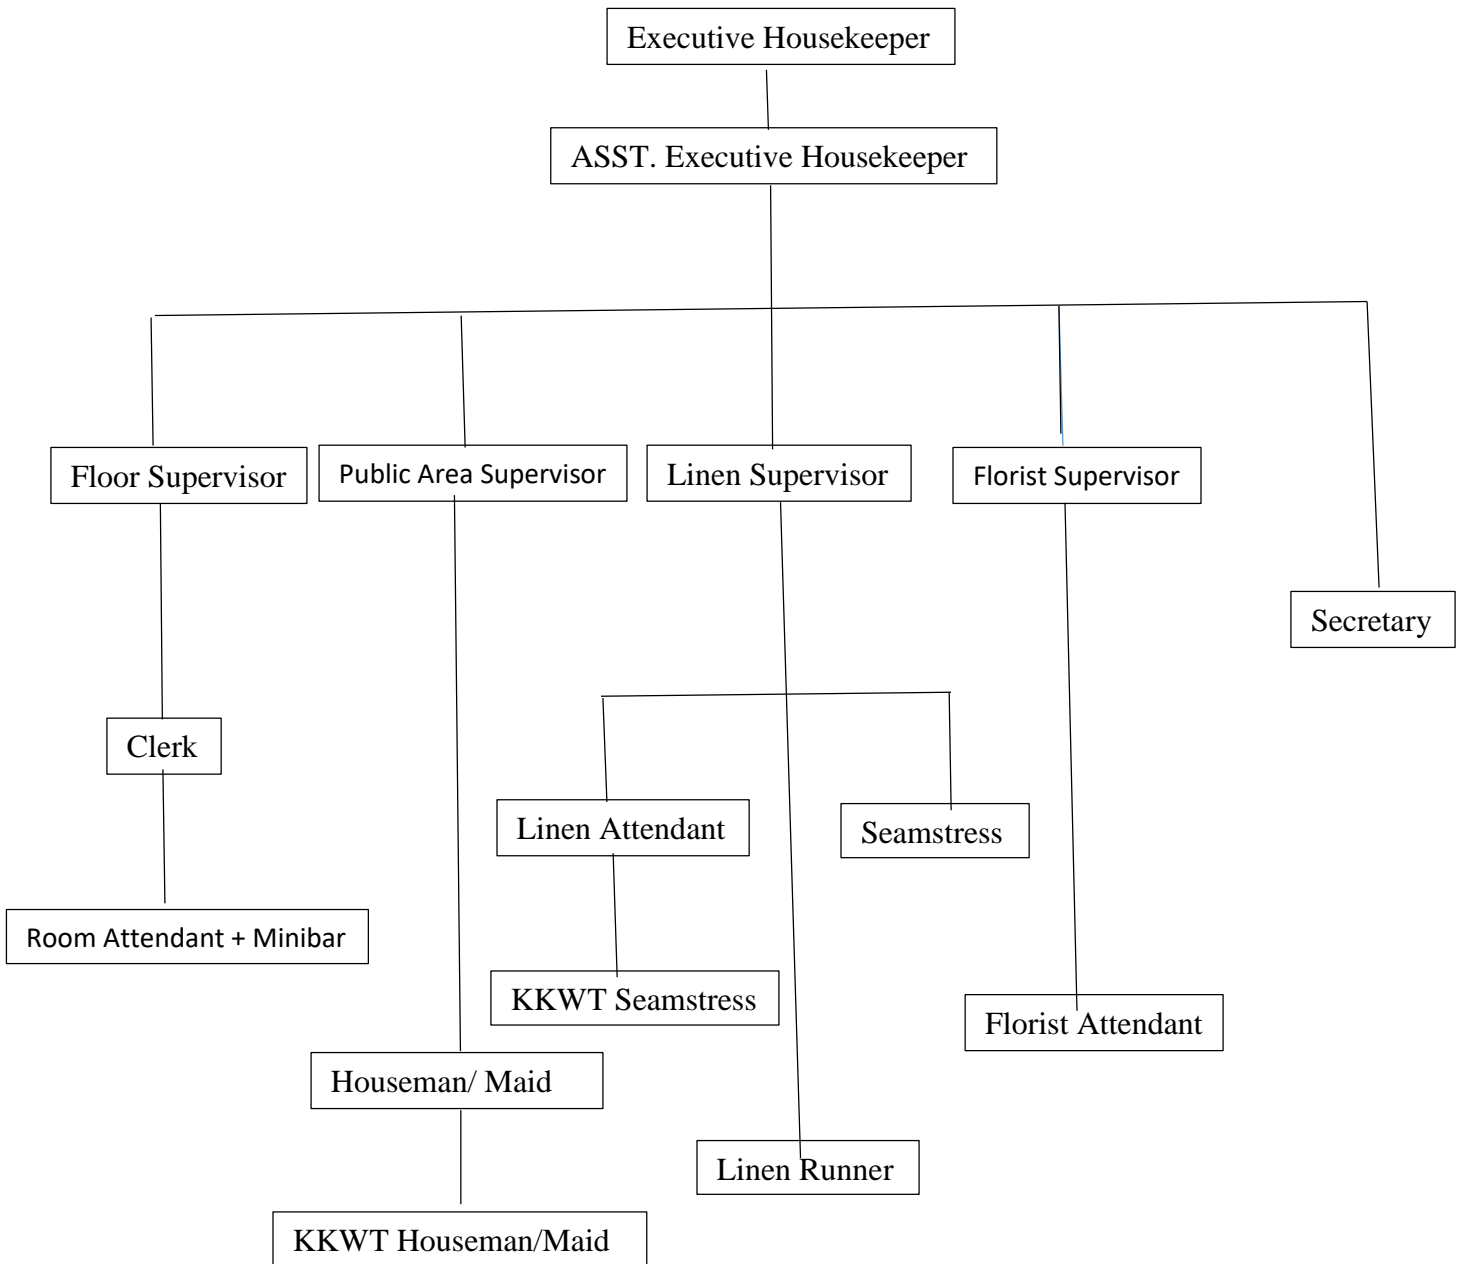 Executive Housekeeper
ASST. Executive Housekeeper
Floor Supervisor
Public Area Supervisor
Linen Supervisor
Florist Supervisor
Secretary
Clerk
Linen Attendant
Seamstress
Room Attendant + Minibar
KKWT Seamstress
Florist Attendant
Houseman/ Maid
Linen Runner
KKWT Houseman/Maid